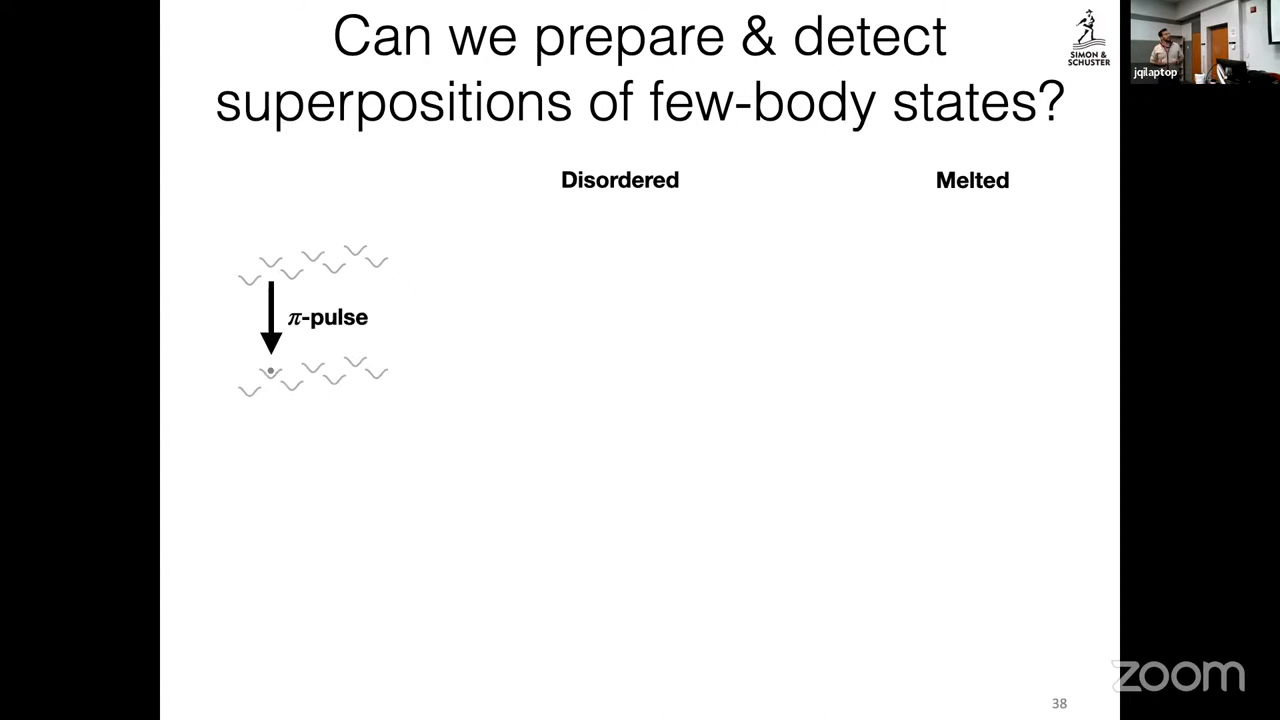 Can we prepare & detect
superpositions of few-body states?
SIMON &
SCHUSTER
jqilaptop
Disordered
Melted
π-pulse
zoom
38